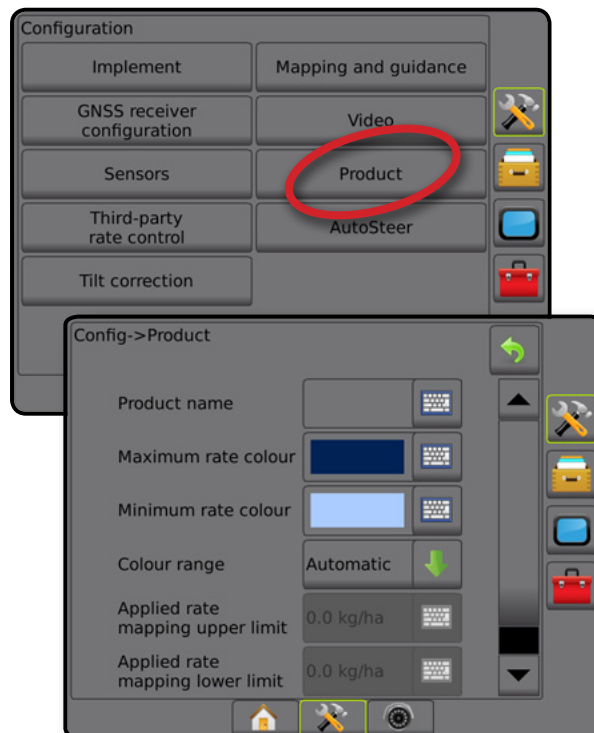 Configuration
Implement
Mapping and guidance
GNSS receiver
configuration
Video
Sensors
Product
Third-party
rate control
AutoSteer
Tilt correction
Config->Product
Product name
Maximum rate colour
Minimum rate colour
Colour range
Automatic
Applied rate
mapping upper limit
0.0 kg/ha
Applied rate
mapping lower limit
0.0 kg/ha